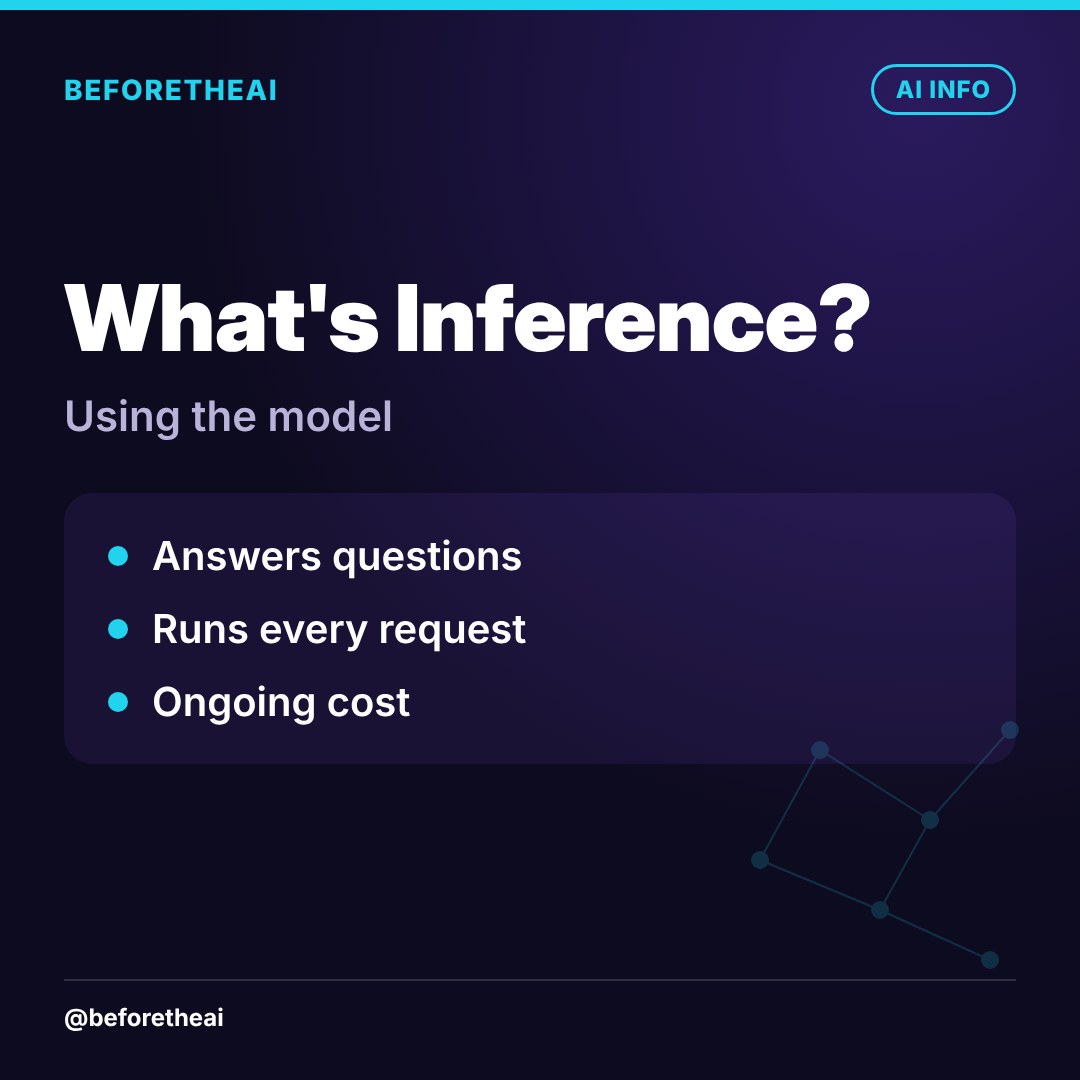 BEFORETHEAI
AI INFO
What's Inference?
Using the model
Answers questions
Runs every request
Ongoing cost
@beforetheai